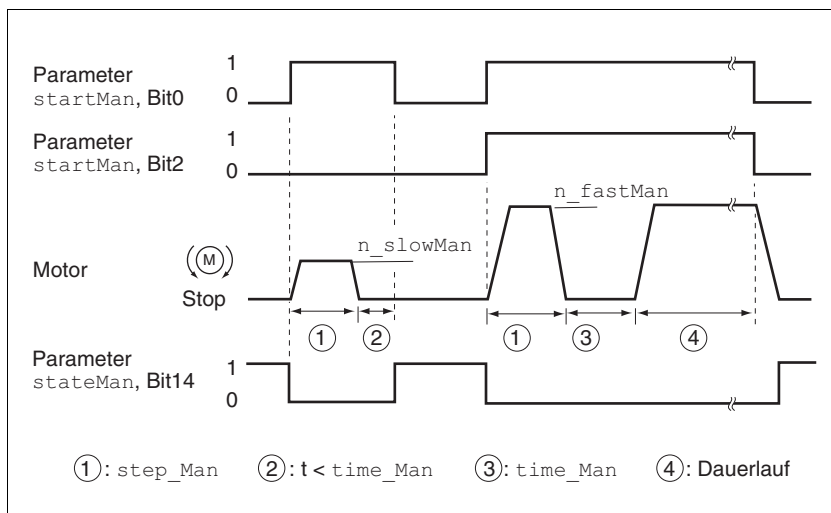 Parameter
startMan, Bit0
1
0
Parameter
startMan, Bit2
1
0
n_fastMan
n_slowMan
Motor
M
Stop
1 2 1 3 4
Parameter
stateMan, Bit14
1
0
1: step_Man 2: t < time_Man 3: time_Man 4: Dauerlauf